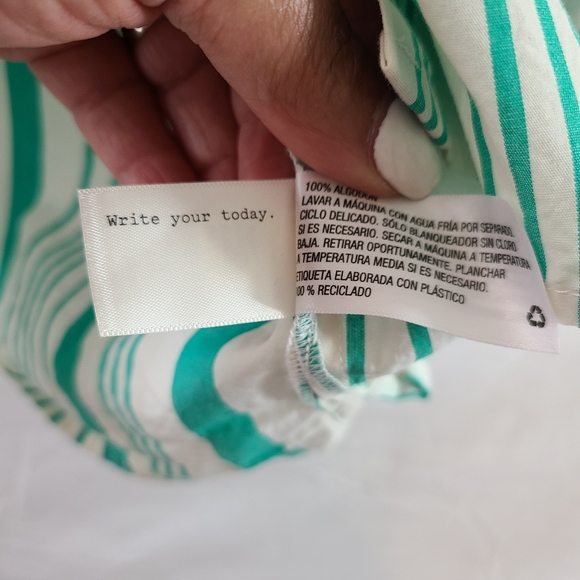 Write your today.
100% ALGODÓN
LAVAR A MÁQUINA CON AGUA FRÍA POR SEPARADO.
CICLO DELICADO. SÓLO BLANQUEADOR SIN CLORO
SI ES NECESARIO. SECAR A MÁQUINA A TEMPERATURA
BAJA. RETIRAR OPORTUNAMENTE. PLANCHAR
A TEMPERATURA MEDIA SI ES NECESARIO.
ETIQUETA ELABORADA CON PLÁSTICO
100 % RECICLADO